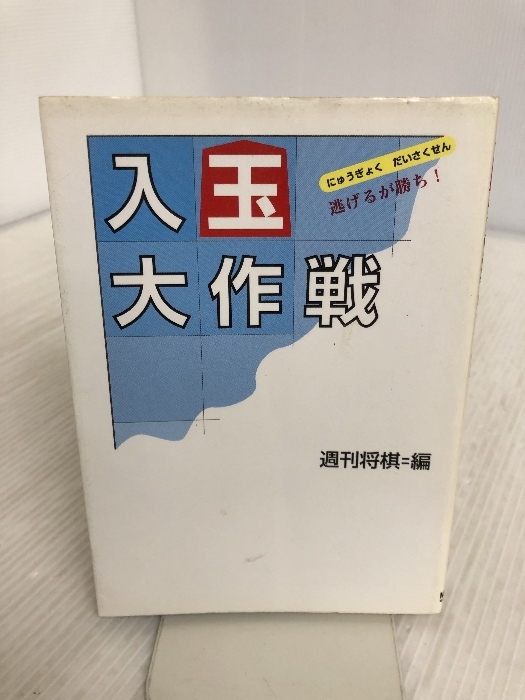 にゅうぎょく だいさくせん
逃げるが勝ち！
入玉
大作戦
週刊将棋=編